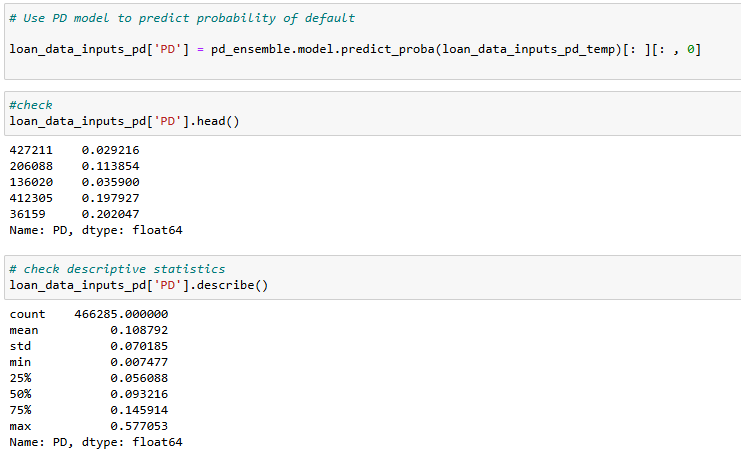 # Use PD model to predict probability of default
loan_data_inputs_pd['PD'] = pd_ensemble.model.predict_proba(loan_data_inputs_pd_temp)[: ][: , 0]
#check
loan_data_inputs_pd['PD'].head()
427211    0.029216
206088    0.113854
136020    0.035900
412305    0.197927
36159     0.202047
Name: PD, dtype: float64
# check descriptive statistics
loan_data_inputs_pd['PD'].describe()
count    466285.000000
mean          0.108792
std           0.070185
min           0.007477
25%           0.056088
50%           0.093216
75%           0.145914
max           0.577053
Name: PD, dtype: float64